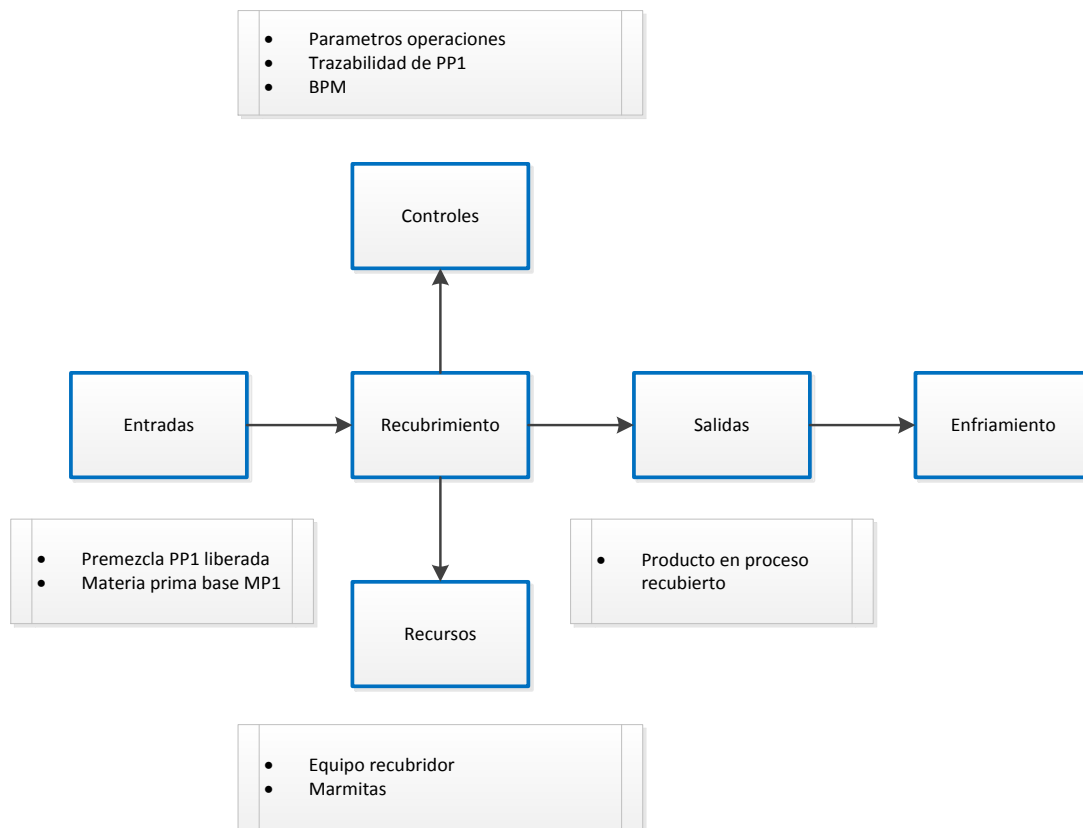 • Parametros operaciones
• Trazabilidad de PP1
• BPM
Controles
Entradas
Recubrimiento
Salidas
Enfriamiento
• Premezcla PP1 liberada
• Materia prima base MP1
• Producto en proceso
recubierto
Recursos
• Equipo recubridor
• Marmitas